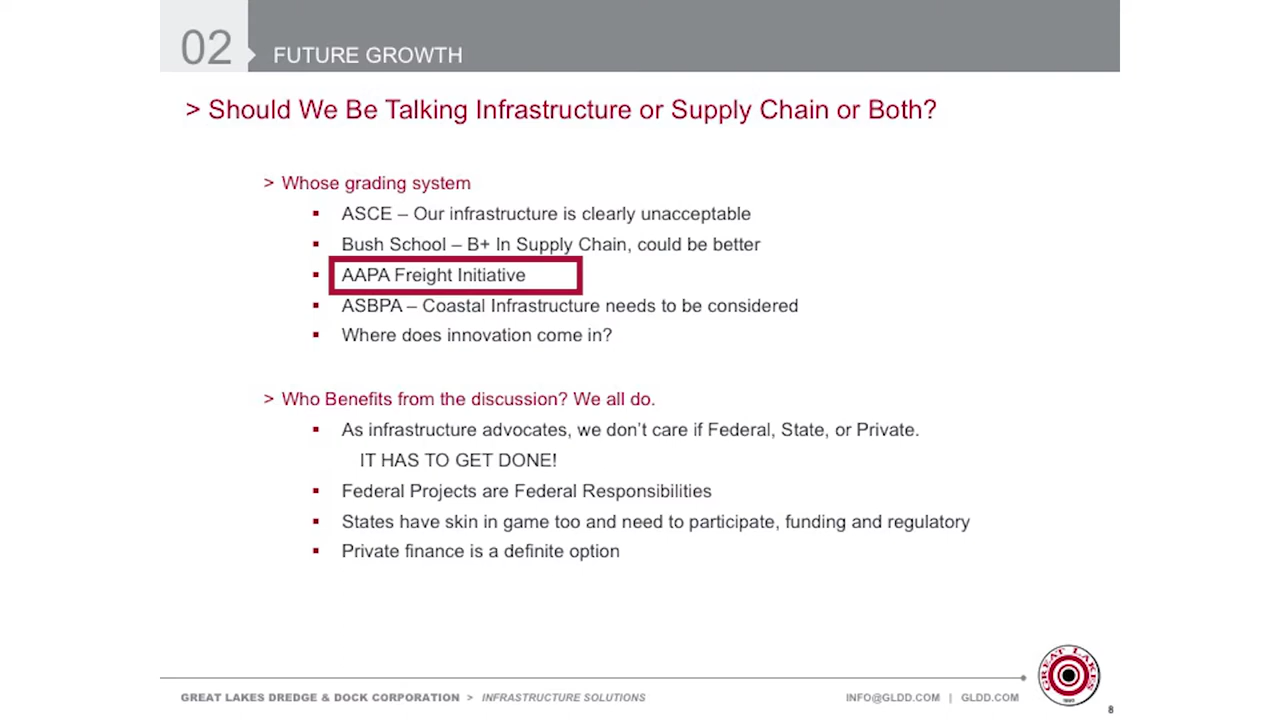 02
FUTURE GROWTH
> Should We Be Talking Infrastructure or Supply Chain or Both?
> Whose grading system
▪ ASCE – Our infrastructure is clearly unacceptable
▪ Bush School – B+ In Supply Chain, could be better
▪ AAPA Freight Initiative
▪ ASBPA – Coastal Infrastructure needs to be considered
▪ Where does innovation come in?
> Who Benefits from the discussion? We all do.
▪ As infrastructure advocates, we don’t care if Federal, State, or Private.
IT HAS TO GET DONE!
▪ Federal Projects are Federal Responsibilities
▪ States have skin in game too and need to participate, funding and regulatory
▪ Private finance is a definite option
GREAT LAKES
GREAT LAKES DREDGE & DOCK CORPORATION > INFRASTRUCTURE SOLUTIONS
INFO@GLDD.COM | GLDD.COM
8